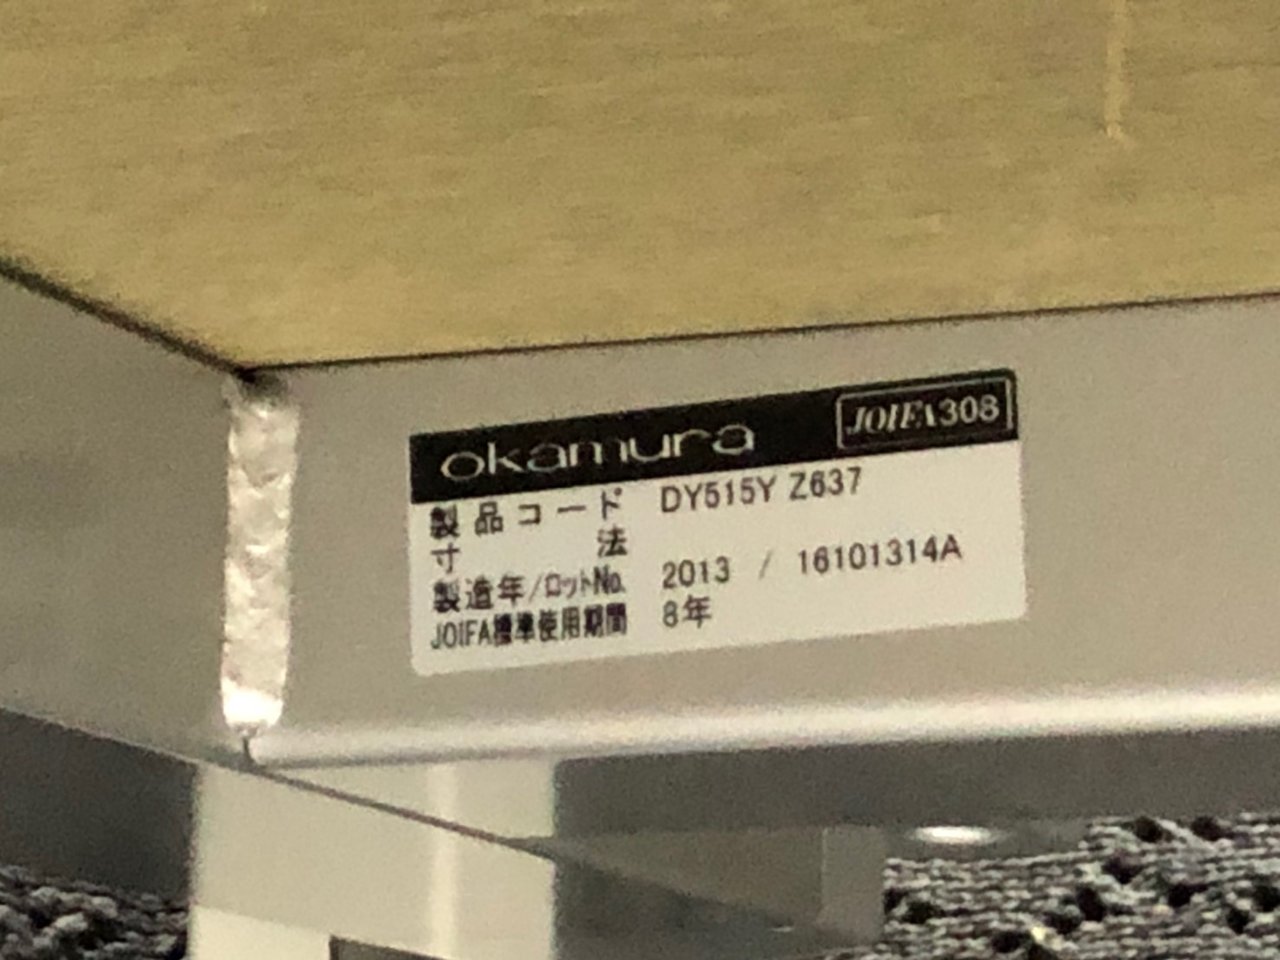 okamura JOIFA308
製品コード DY515Y Z637
寸法
製造年/ロットNo. 2013 / 16101314A
JOIFA標準使用期間 8年